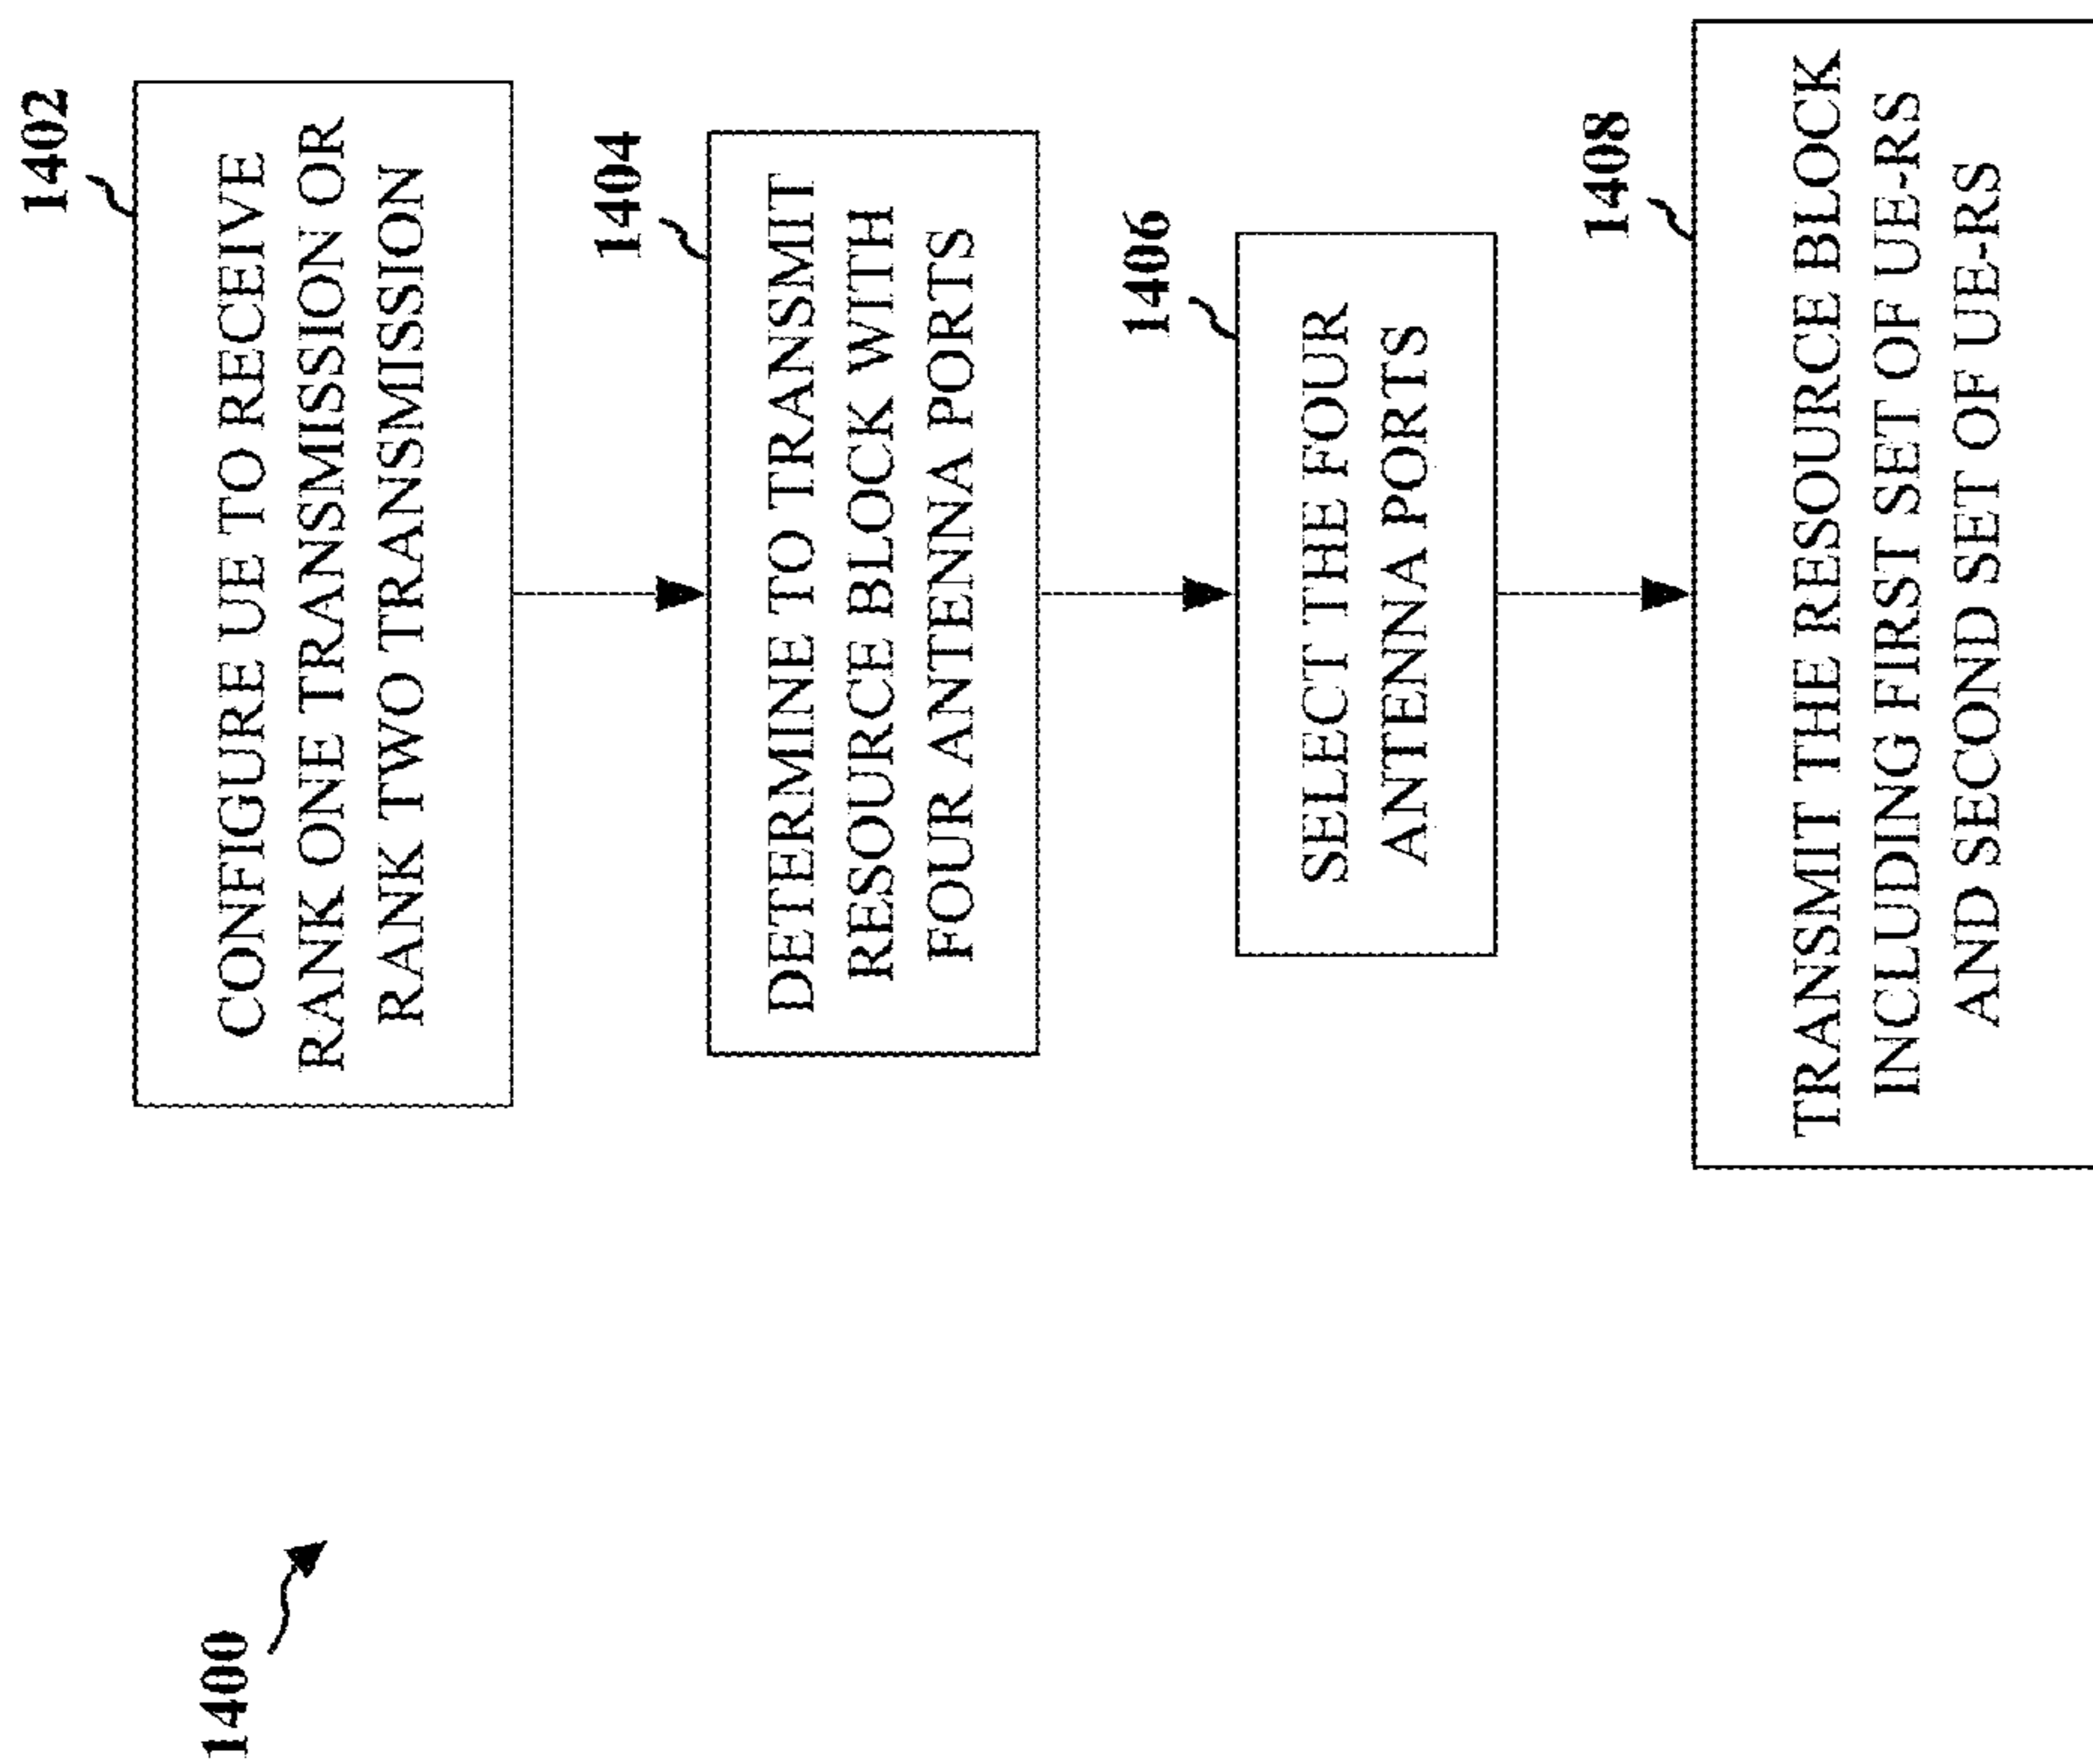 1400
1402
CONFIGURE UE TO RECEIVE
RANK ONE TRANSMISSION OR
RANK TWO TRANSMISSION
1404
DETERMINE TO TRANSMIT
RESOURCE BLOCK WITH
FOUR ANTENNA PORTS
1406
SELECT THE FOUR
ANTENNA PORTS
1408
TRANSMIT THE RESOURCE BLOCK
INCLUDING FIRST SET OF UE-RS
AND SECOND SET OF UE-RS